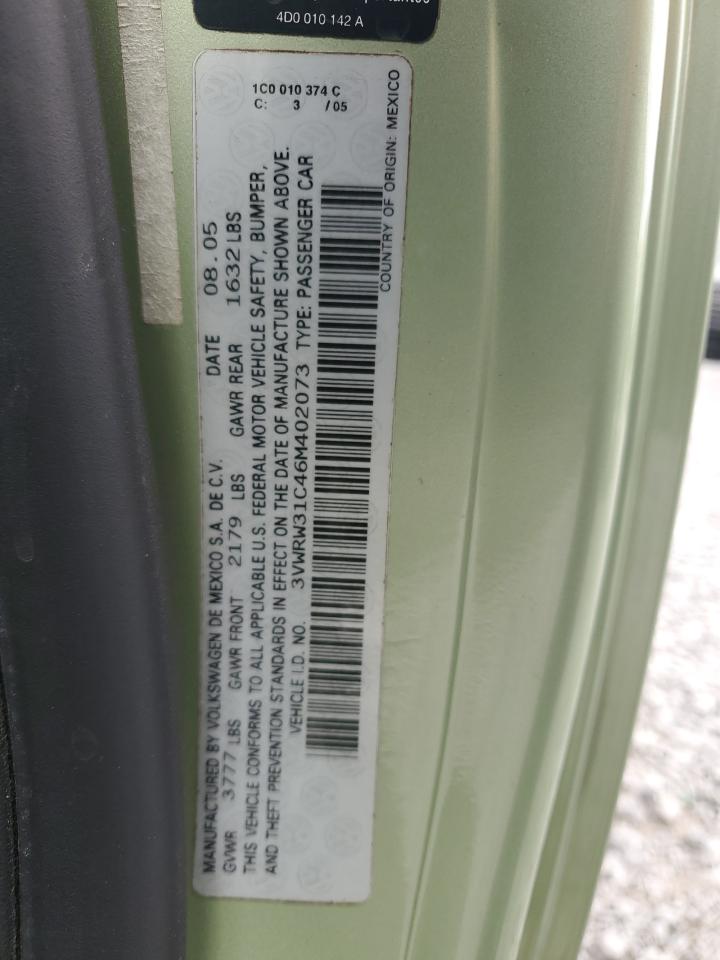 4D0 010 142 A
1C0 010 374 C
C: 3 /05
MANUFACTURED BY VOLKSWAGEN DE MEXICO S.A. DE C.V. DATE 08.05
GVWR 3777 LBS GAWR FRONT 2179 LBS GAWR REAR 1632 LBS
THIS VEHICLE CONFORMS TO ALL APPLICABLE U.S. FEDERAL MOTOR VEHICLE SAFETY, BUMPER,
AND THEFT PREVENTION STANDARDS IN EFFECT ON THE DATE OF MANUFACTURE SHOWN ABOVE.
VEHICLE I.D. NO. 3VWRW31C46M402073 TYPE: PASSENGER CAR
COUNTRY OF ORIGIN: MEXICO